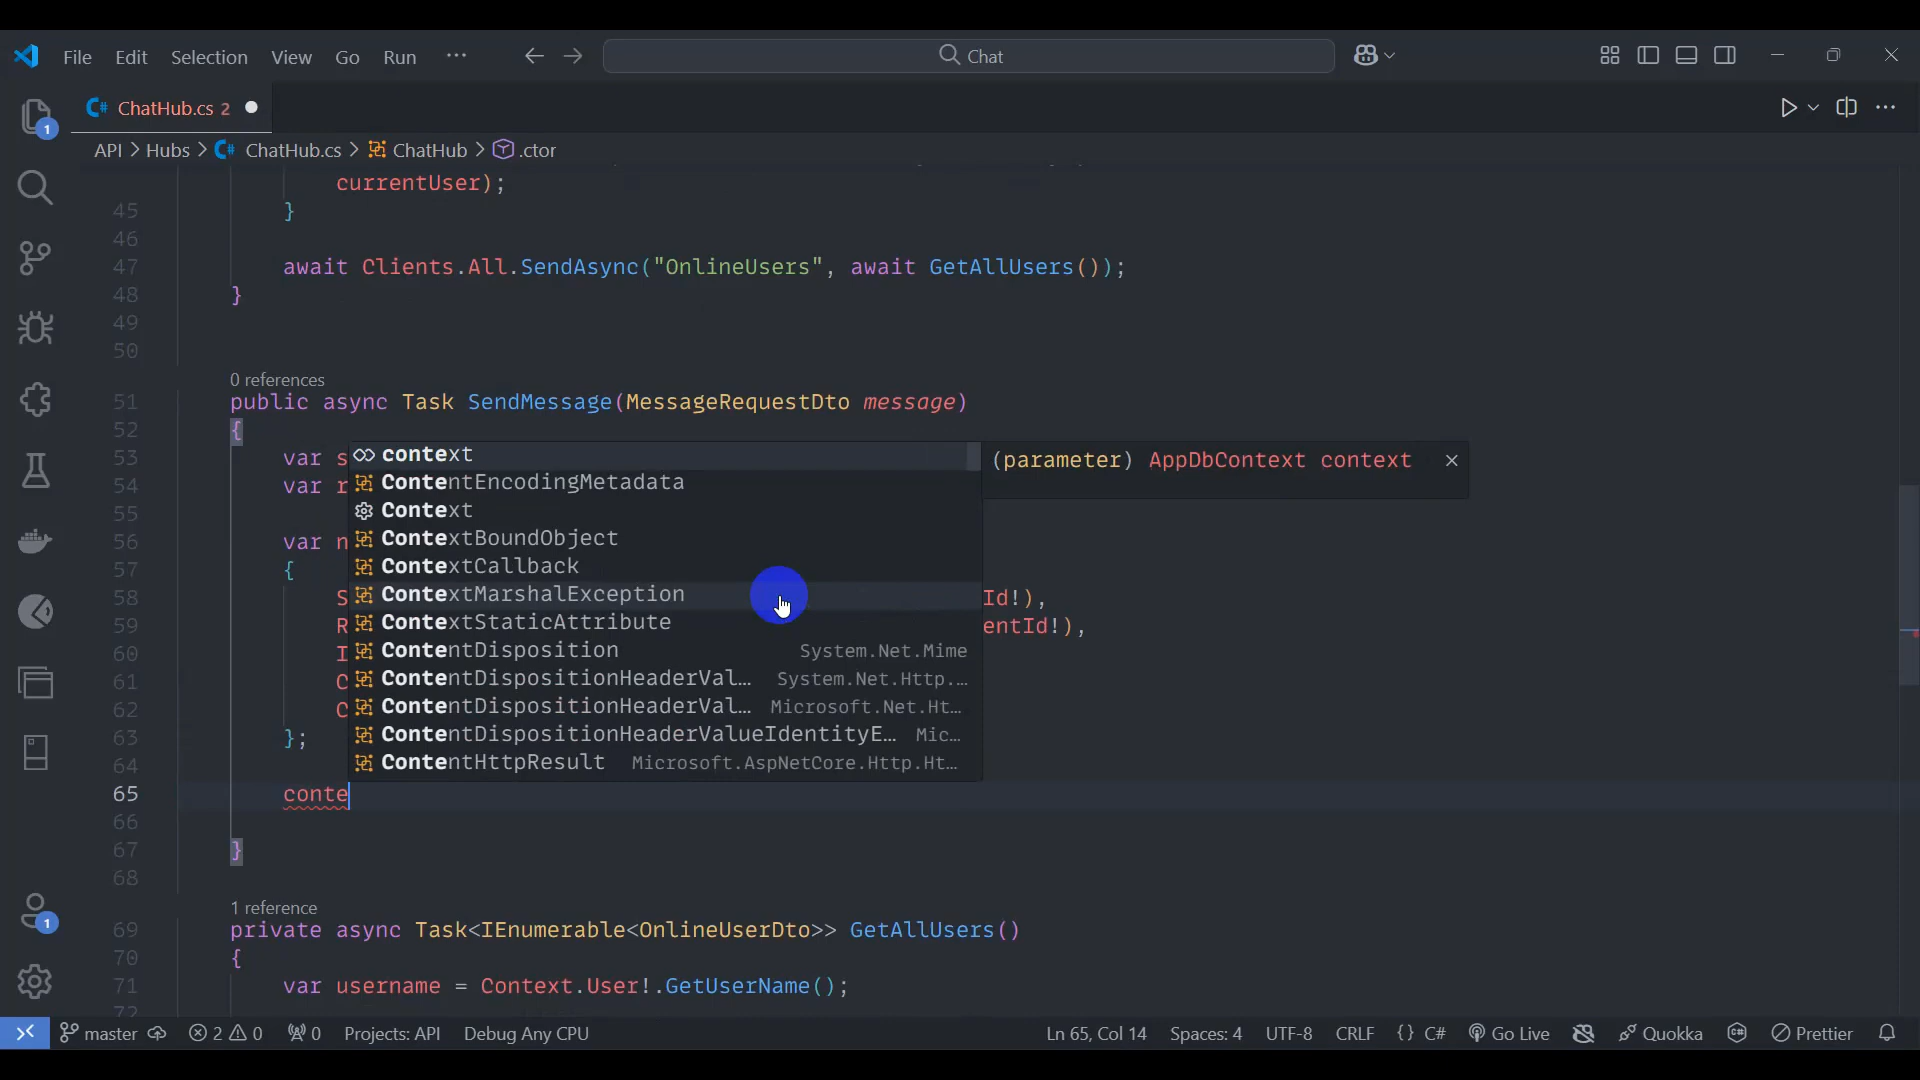 File Edit Selection View Go Run ··· Chat
ChatHub.cs 2
API > Hubs > ChatHub.cs > ChatHub > .ctor
currentUser);
45 }
46
47 await Clients.All.SendAsync("OnlineUsers", await GetAllUsers());
48 }
49
50
0 references
51 public async Task SendMessage(MessageRequestDto message)
52 {
53 var s
54 var r
55
56 var n
57 {
58 S Id!),
59 R entId!),
60 I
61 C
62 C
63 };
64
65 conte
66
67 }
68
context
ContentEncodingMetadata
Context
ContextBoundObject
ContextCallback
ContextMarshalException
ContextStaticAttribute
ContentDisposition System.Net.Mime
ContentDispositionHeaderVal... System.Net.Http....
ContentDispositionHeaderVal... Microsoft.Net.Ht...
ContentDispositionHeaderValueIdentityE... Mic...
ContentHttpResult Microsoft.AspNetCore.Http.Ht...
(parameter) AppDbContext context
1 reference
69 private async Task<IEnumerable<OnlineUserDto>> GetAllUsers()
70 {
71 var username = Context.User!.GetUserName();
72
1
1
master 2 0 0 Projects: API Debug Any CPU Ln 65, Col 14 Spaces: 4 UTF-8 CRLF {} C# Go Live Quokka Prettier